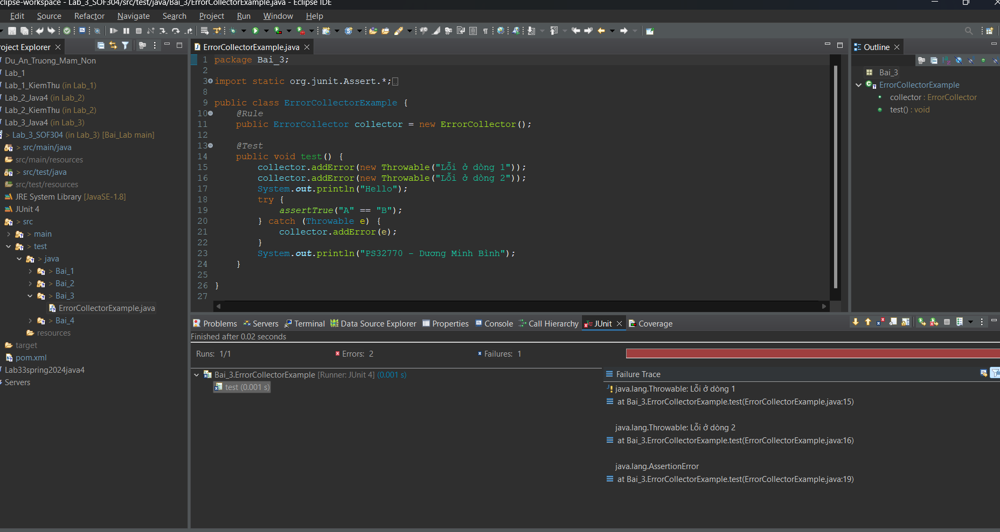 clipse-workspace - Lab_3_SOF304/src/test/java/Bai_3/ErrorCollectorExample.java - Eclipse IDE
Edit Source Refactor Navigate Search Project Run Window Help
oject Explorer
Du_An_Truong_Mam_Non
Lab_1
Lab_1_KiemThu (in Lab_1)
Lab_2_Java4 (in Lab_2)
Lab_2_KiemThu (in Lab_2)
Lab_3_Java4 (in Lab_3)
> Lab_3_SOF304 (in Lab_3) [Bai_Lab main]
> src/main/java
src/main/resources
> src/test/java
src/test/resources
JRE System Library [JavaSE-1.8]
JUnit 4
> src
> main
> test
> java
> Bai_1
> Bai_2
> Bai_3
ErrorCollectorExample.java
> Bai_4
resources
target
pom.xml
Lab33spring2024java4
Servers
ErrorCollectorExample.java
1 package Bai_3;
2
3 import static org.junit.Assert.*;
8
9 public class ErrorCollectorExample {
10 @Rule
11 public ErrorCollector collector = new ErrorCollector();
12
13 @Test
14 public void test() {
15 collector.addError(new Throwable("Lỗi ở dòng 1"));
16 collector.addError(new Throwable("Lỗi ở dòng 2"));
17 System.out.println("Hello");
18 try {
19 assertTrue("A" == "B");
20 } catch (Throwable e) {
21 collector.addError(e);
22 }
23 System.out.println("PS32770 - Dương Minh Bình");
24 }
25
26 }
27
Outline
Bai_3
ErrorCollectorExample
collector : ErrorCollector
test() : void
Problems Servers Terminal Data Source Explorer Properties Console Call Hierarchy JUnit Coverage
Finished after 0.02 seconds
Runs: 1/1 Errors: 2 Failures: 1
Bai_3.ErrorCollectorExample [Runner: JUnit 4] (0.001 s)
test (0.001 s)
Failure Trace
java.lang.Throwable: Lỗi ở dòng 1
at Bai_3.ErrorCollectorExample.test(ErrorCollectorExample.java:15)
java.lang.Throwable: Lỗi ở dòng 2
at Bai_3.ErrorCollectorExample.test(ErrorCollectorExample.java:16)
java.lang.AssertionError
at Bai_3.ErrorCollectorExample.test(ErrorCollectorExample.java:19)